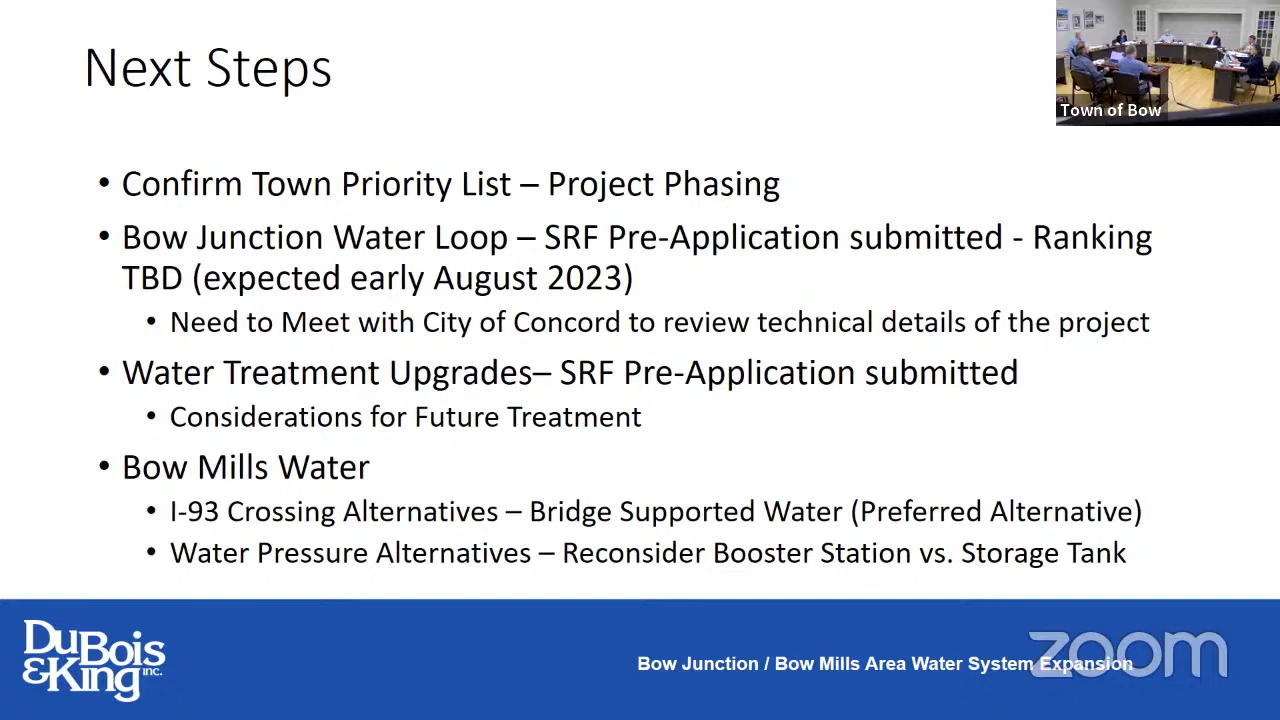 Next Steps
Town of Bow
• Confirm Town Priority List – Project Phasing
• Bow Junction Water Loop – SRF Pre-Application submitted - Ranking
TBD (expected early August 2023)
• Need to Meet with City of Concord to review technical details of the project
• Water Treatment Upgrades– SRF Pre-Application submitted
• Considerations for Future Treatment
• Bow Mills Water
• I-93 Crossing Alternatives – Bridge Supported Water (Preferred Alternative)
• Water Pressure Alternatives – Reconsider Booster Station vs. Storage Tank
DuBois
&King inc.
Bow Junction / Bow Mills Area Water System Expansion
zoom